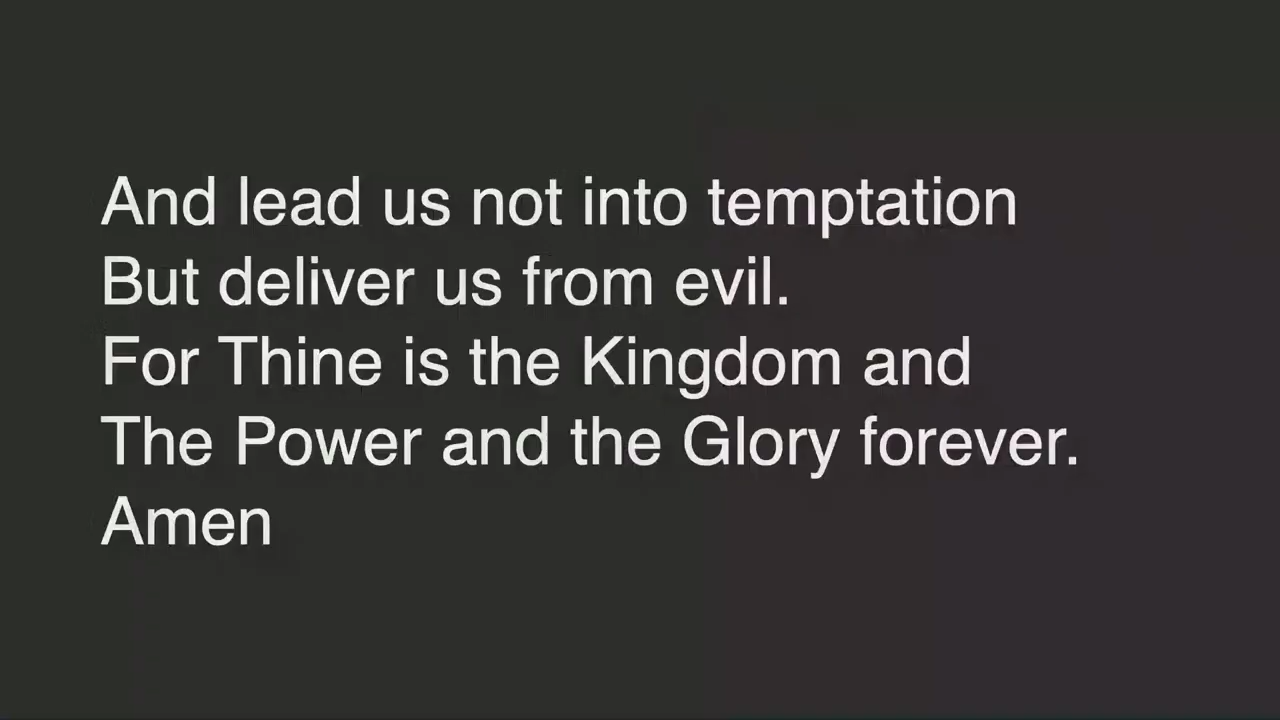 And lead us not into temptation
But deliver us from evil.
For Thine is the Kingdom and
The Power and the Glory forever.
Amen